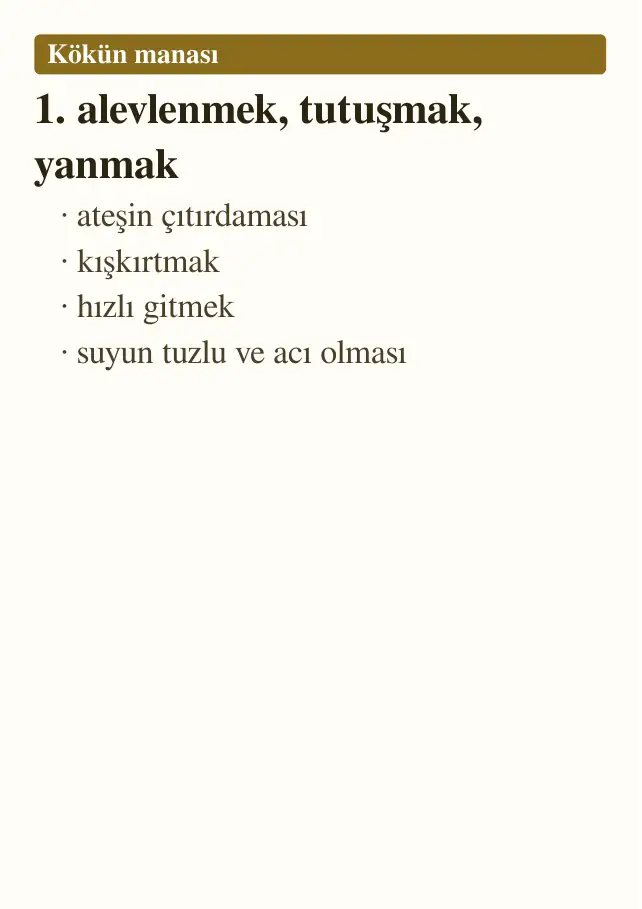 Kökün manası
1. alevlenmek, tutuşmak,
yanmak
· ateşin çıtırdaması
· kışkırtmak
· hızlı gitmek
· suyun tuzlu ve acı olması